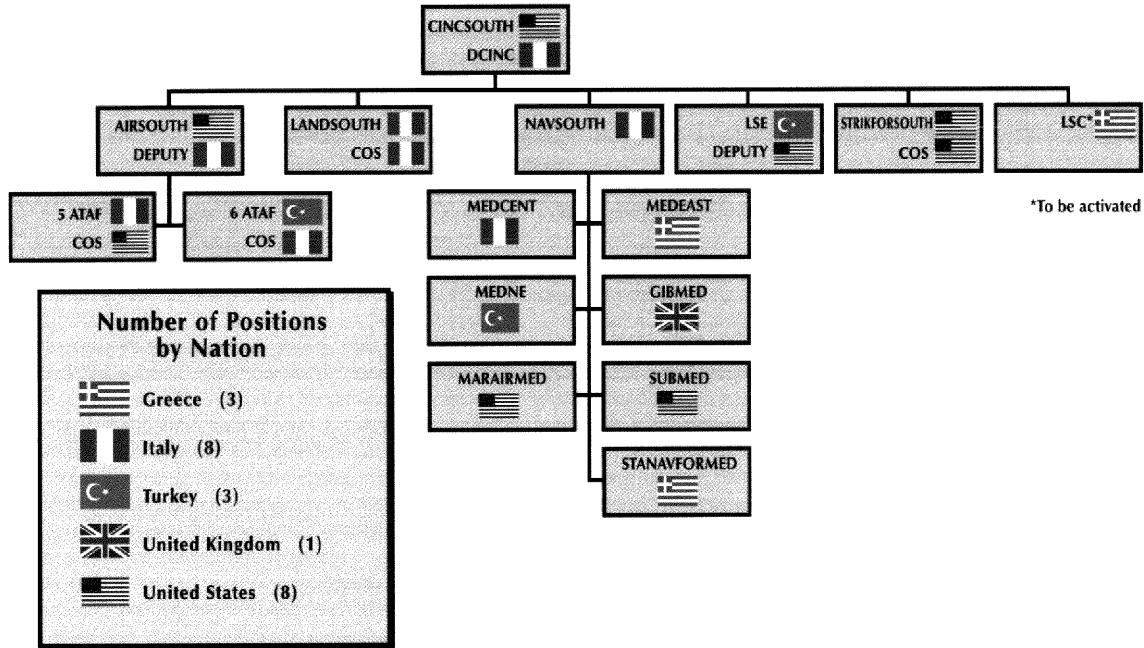 CINCSOUTH
DCINC
AIRSOUTH
DEPUTY
LANDSOUTH
COS
NAVSOUTH
LSE
DEPUTY
STRIKFORSOUTH
COS
LSC*
*To be activated
5 ATAF
COS
6 ATAF
COS
MEDCENT
MEDEAST
MEDNE
GIBMED
MARAIRMED
SUBMED
STANAVFORMED
Number of Positions
by Nation
Greece (3)
Italy (8)
Turkey (3)
United Kingdom (1)
United States (8)